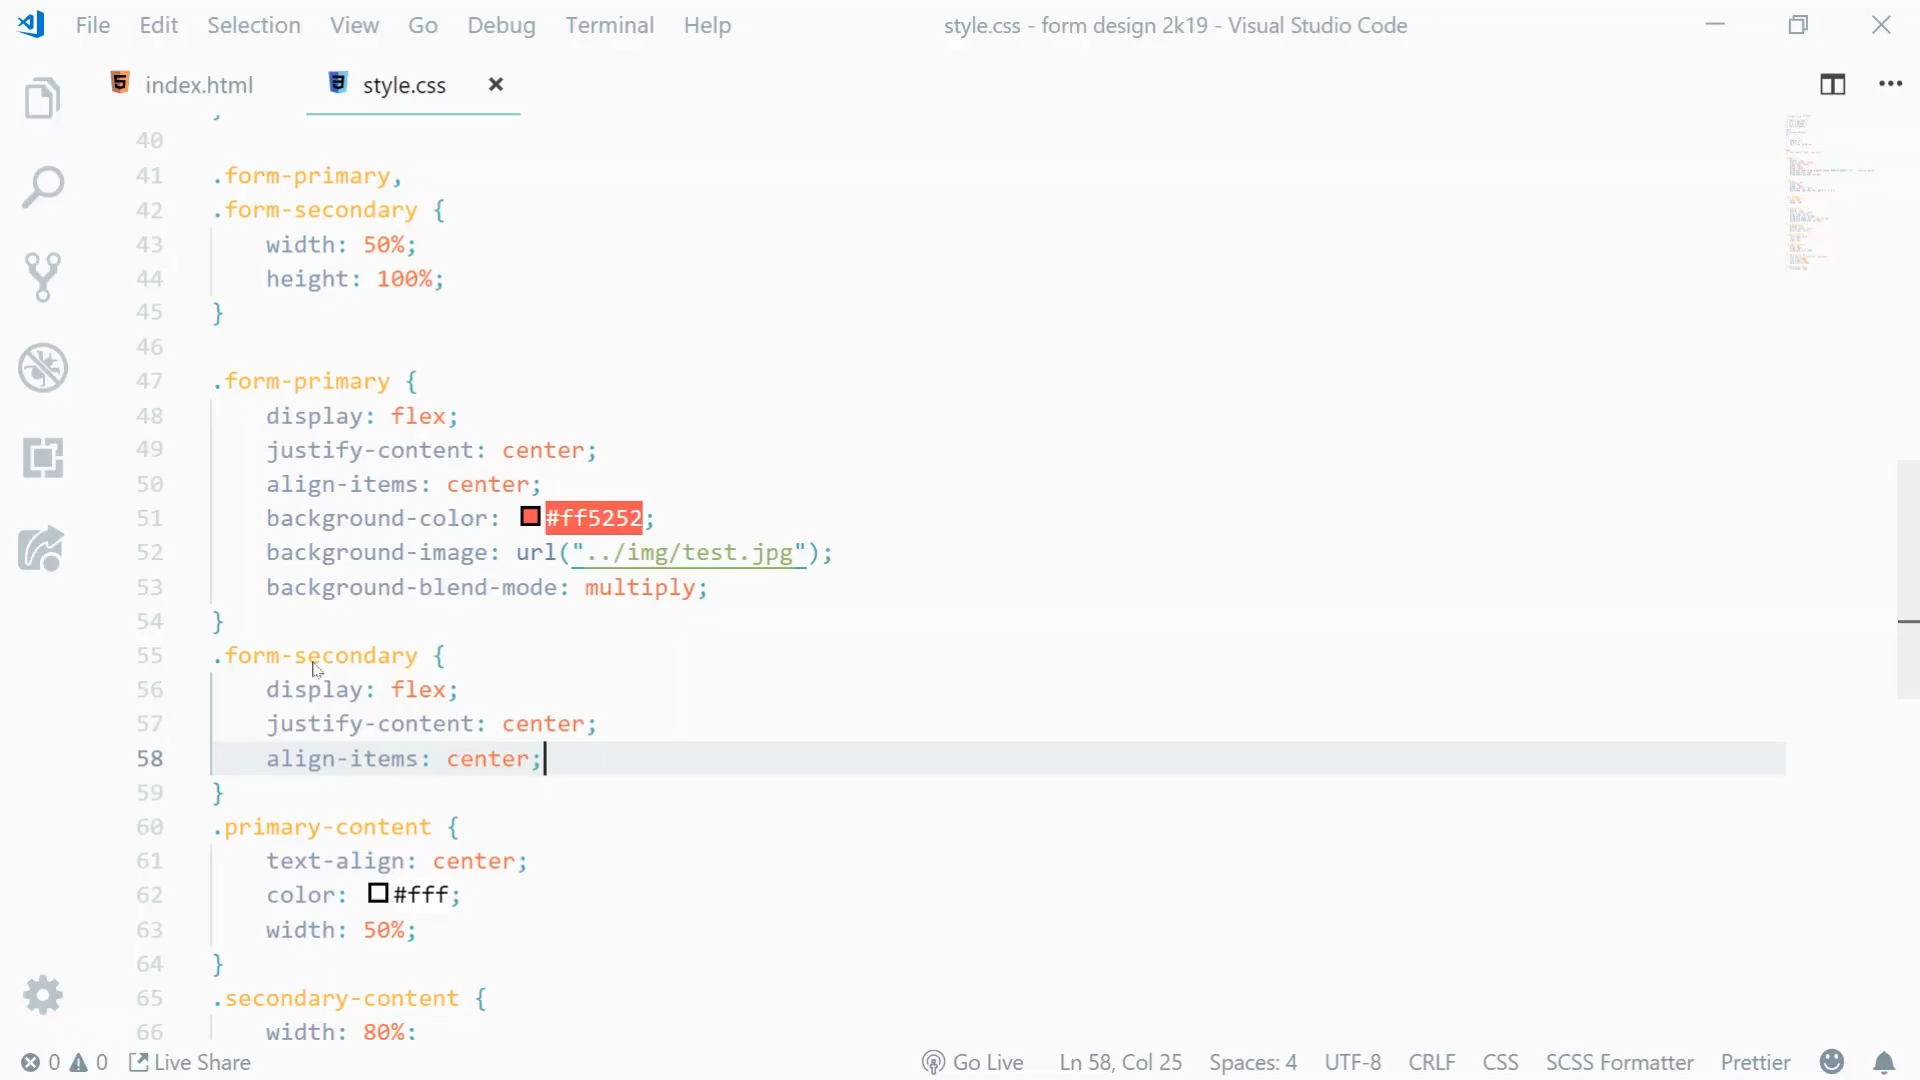 File Edit Selection View Go Debug Terminal Help style.css - form design 2k19 - Visual Studio Code
index.html style.css
40
41 .form-primary,
42 .form-secondary {
43 width: 50%;
44 height: 100%;
45 }
46
47 .form-primary {
48 display: flex;
49 justify-content: center;
50 align-items: center;
51 background-color: #ff5252;
52 background-image: url("../img/test.jpg");
53 background-blend-mode: multiply;
54 }
55 .form-secondary {
56 display: flex;
57 justify-content: center;
58 align-items: center;
59 }
60 .primary-content {
61 text-align: center;
62 color: #fff;
63 width: 50%;
64 }
65 .secondary-content {
66 width: 80%:
0 0 Live Share Go Live Ln 58, Col 25 Spaces: 4 UTF-8 CRLF CSS SCSS Formatter Prettier